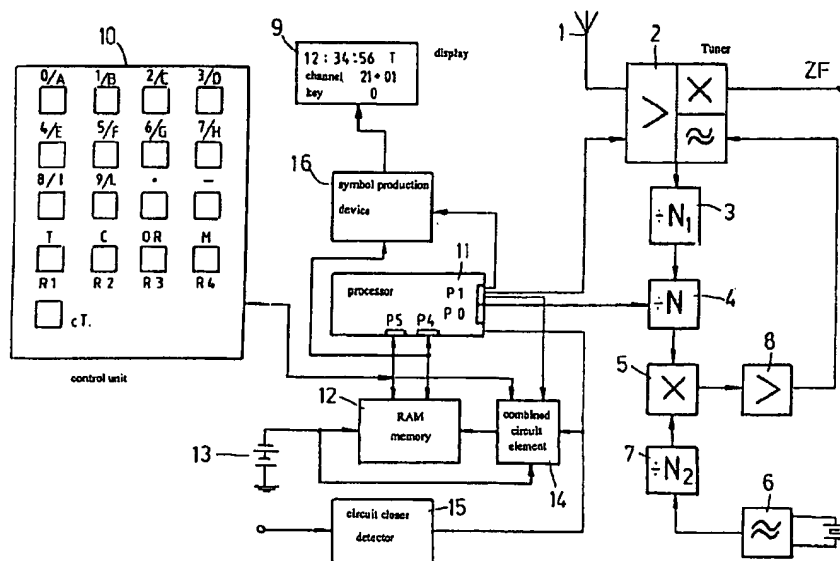 10
0/A 1/B 2/C 3/D
4/E 5/F 6/G 7/H
8/I 9/L • –
T C OR M
R1 R2 R3 R4
cT.
control unit
9
12:34:56 T
channel 21+01
key 0
display
16
symbol production
device
11
processor
P1
P0
P5 P4
12
RAM
memory
13
combined
circuit
element
14
15
circuit closer
detector
1
2
Tuner
ZF
>
×
≈
÷N1
3
÷N
4
5
×
>
8
7
÷N2
6
≈